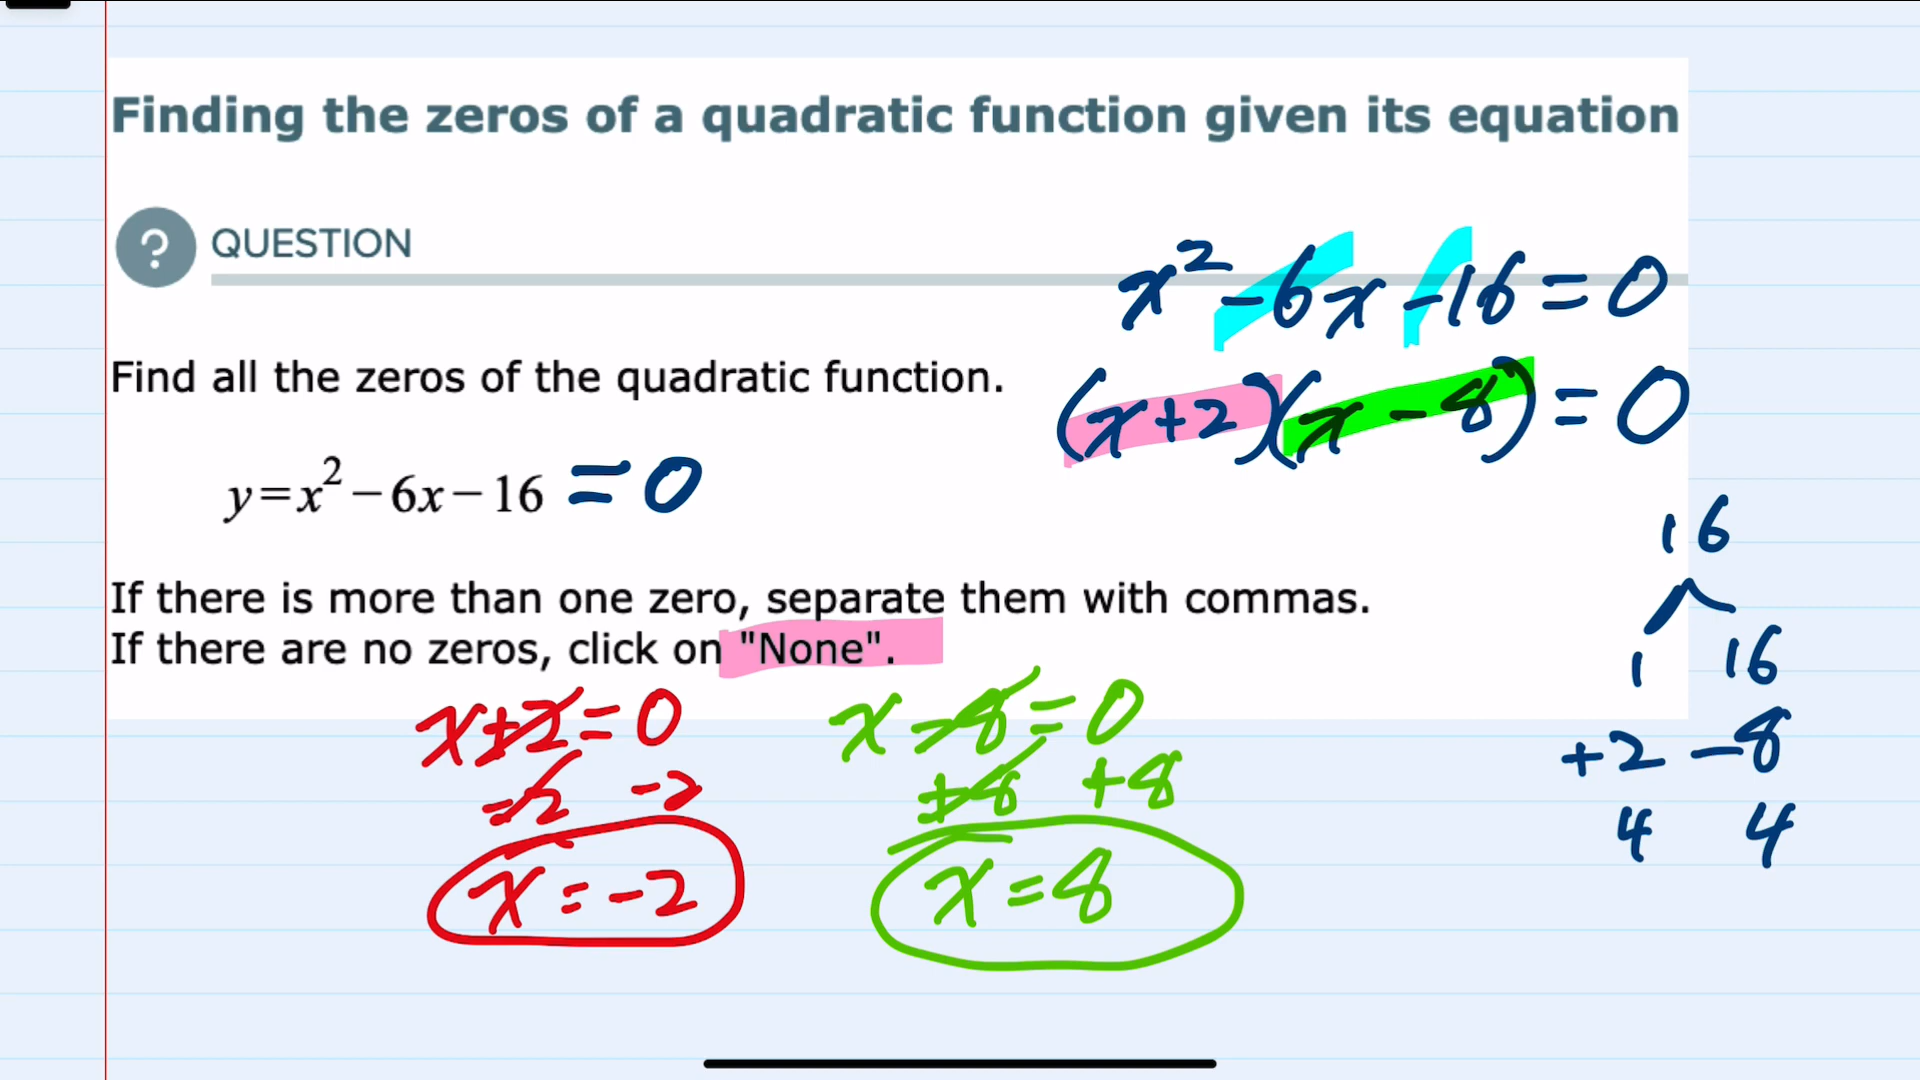 Finding the zeros of a quadratic function given its equation
? QUESTION
x² - 6x - 16 = 0
Find all the zeros of the quadratic function.
(x+2)(x - 8) = 0
y=x² − 6x − 16 = 0
16
If there is more than one zero, separate them with commas.
If there are no zeros, click on "None".
1 16
x+2=0
x-8=0
+2 -8
-2 -2
+8 +8
4 4
x = -2
x = 8